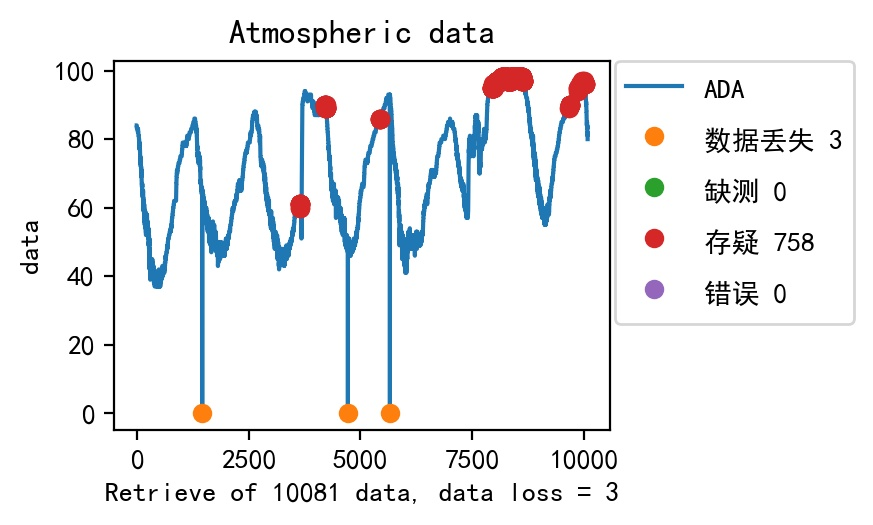 Atmospheric data
100
80
60
40
20
0
data
0
2500
5000
7500
10000
Retrieve of 10081 data, data loss = 3
ADA
数据丢失 3
缺测 0
存疑 758
错误 0